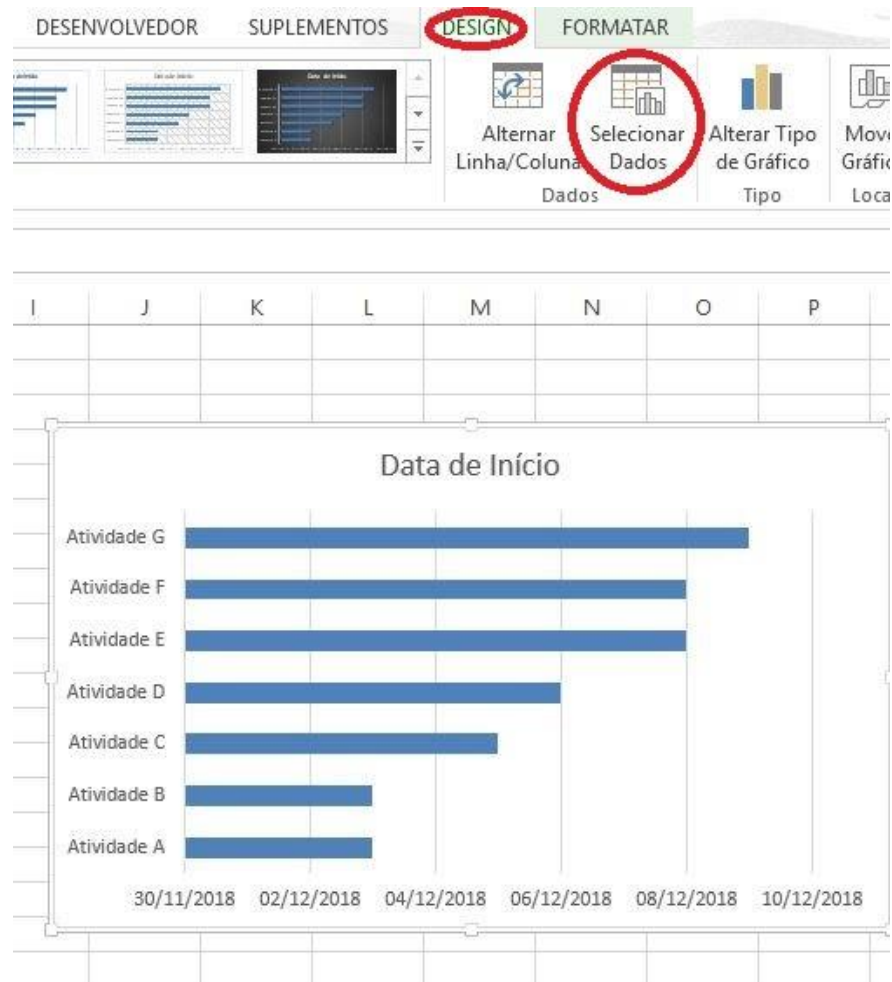 DESENVOLVEDOR SUPLEMENTOS DESIGN FORMATAR
Alternar Selecionar Alterar Tipo
Linha/Coluna Dados de Gráfico
Dados Tipo
I J K L M N O P
Data de Início
Atividade G
Atividade F
Atividade E
Atividade D
Atividade C
Atividade B
Atividade A
30/11/2018 02/12/2018 04/12/2018 06/12/2018 08/12/2018 10/12/2018